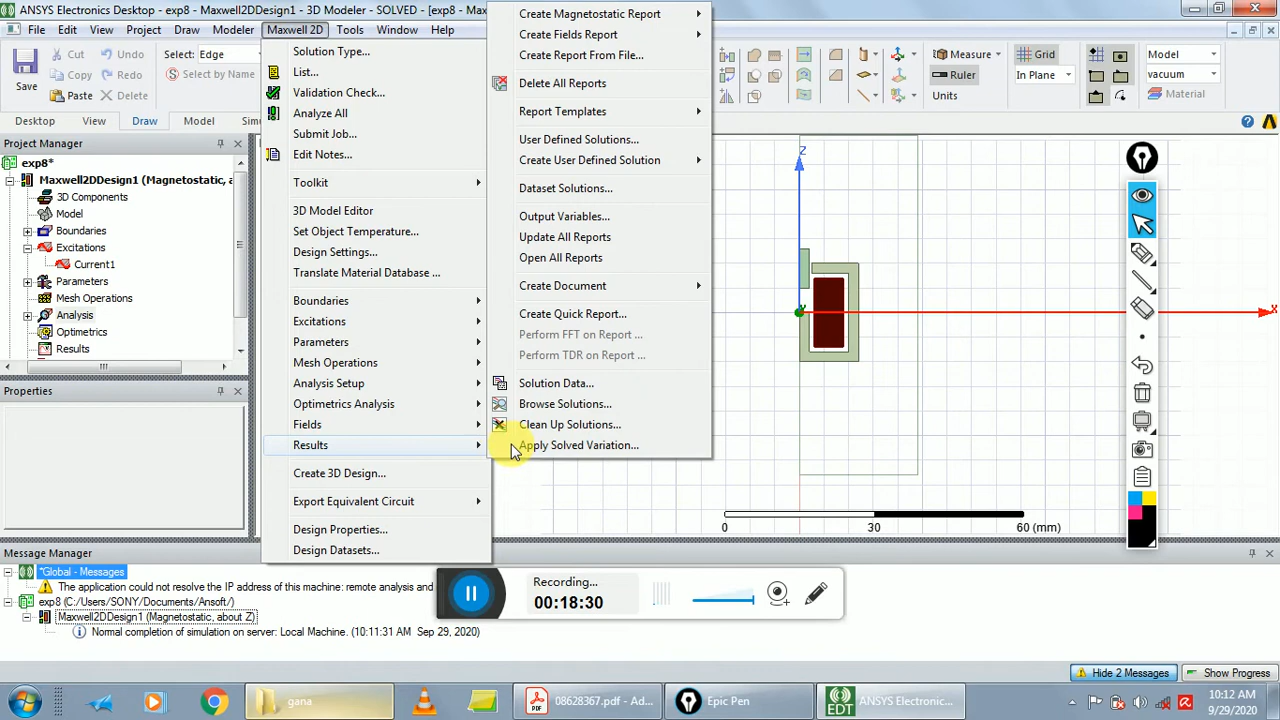 ANSYS Electronics Desktop - exp8 - Maxwell2DDesign1 - 3D Modeler - SOLVED - [exp8 - Ma
File Edit View Project Draw Modeler Maxwell 2D Tools Window Help
Save
Cut
Copy
Paste
Undo
Redo
Delete
Select: Edge
Select by Name
Measure
Ruler
Units
Grid
In Plane
Model
vacuum
Material
Desktop View Draw Model Sim
Project Manager
exp8*
Maxwell2DDesign1 (Magnetostatic, a
3D Components
Model
Boundaries
Excitations
Current1
Parameters
Mesh Operations
Analysis
Optimetrics
Results
Properties
Solution Type...
List...
Validation Check...
Analyze All
Submit Job...
Edit Notes...
Toolkit
3D Model Editor
Set Object Temperature...
Design Settings...
Translate Material Database ...
Boundaries
Excitations
Parameters
Mesh Operations
Analysis Setup
Optimetrics Analysis
Fields
Results
Create 3D Design...
Export Equivalent Circuit
Design Properties...
Design Datasets...
Create Magnetostatic Report
Create Fields Report
Create Report From File...
Delete All Reports
Report Templates
User Defined Solutions...
Create User Defined Solution
Dataset Solutions...
Output Variables...
Update All Reports
Open All Reports
Create Document
Create Quick Report...
Perform FFT on Report ...
Perform TDR on Report ...
Solution Data...
Browse Solutions...
Clean Up Solutions...
Apply Solved Variation...
Z
X
0 30 60 (mm)
Message Manager
*Global - Messages
The application could not resolve the IP address of this machine: remote analysis and
exp8 (C:/Users/SONY/Documents/Ansoft/)
Maxwell2DDesign1 (Magnetostatic, about Z)
Normal completion of simulation on server: Local Machine. (10:11:31 AM Sep 29, 2020)
Recording...
00:18:30
Hide 2 Messages
Show Progress
gana
08628367.pdf - Ad...
Epic Pen
EDT
ANSYS Electronic...
10:12 AM
9/29/2020